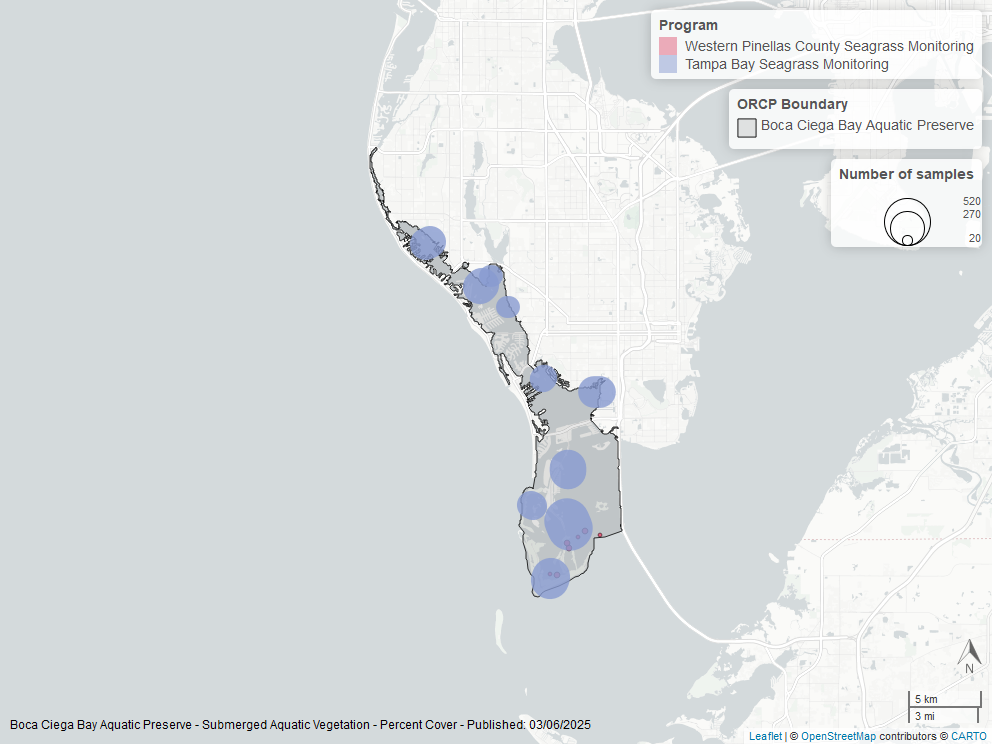 Program
Western Pinellas County Seagrass Monitoring
Tampa Bay Seagrass Monitoring
ORCP Boundary
Boca Ciega Bay Aquatic Preserve
Number of samples
520
270
20
N
5 km
3 mi
Boca Ciega Bay Aquatic Preserve - Submerged Aquatic Vegetation - Percent Cover - Published: 03/06/2025
Leaflet | © OpenStreetMap contributors © CARTO